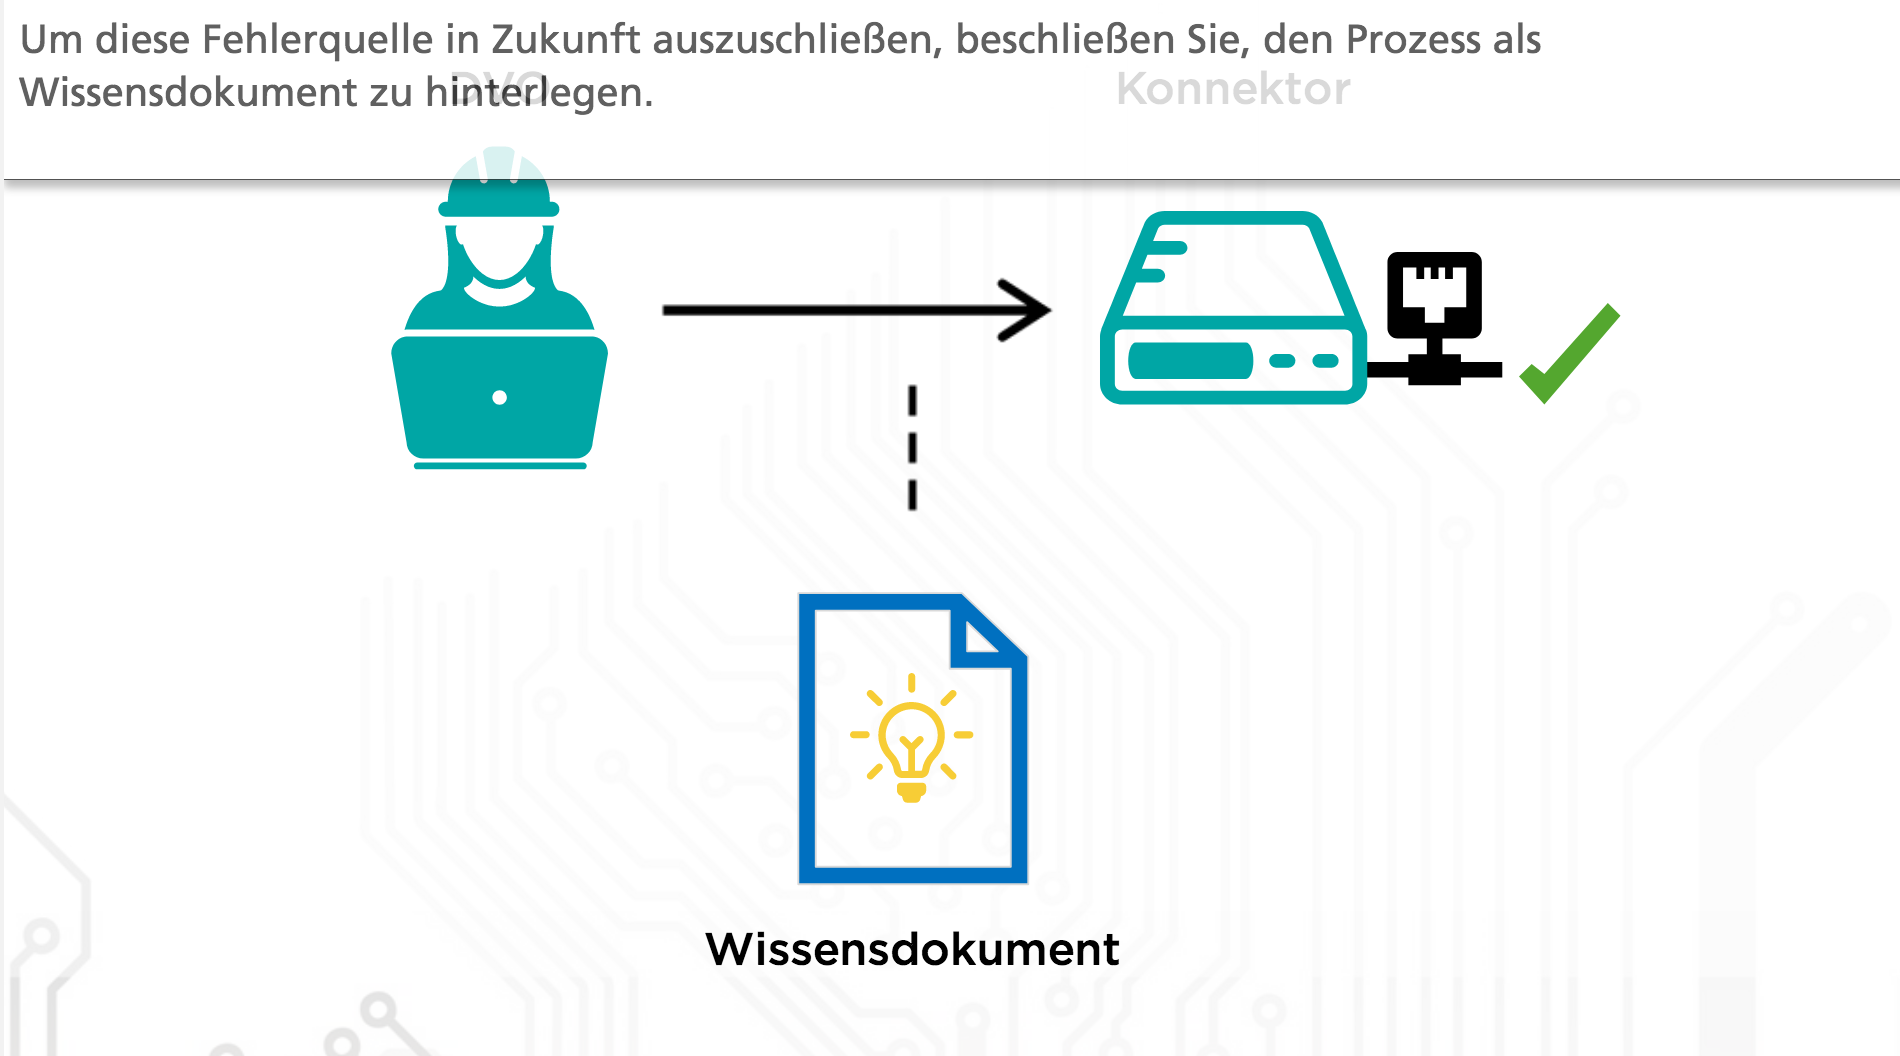 Um diese Fehlerquelle in Zukunft auszuschließen, beschließen Sie, den Prozess als
Wissensdokument zu hinterlegen.
DVO
Konnektor
Wissensdokument